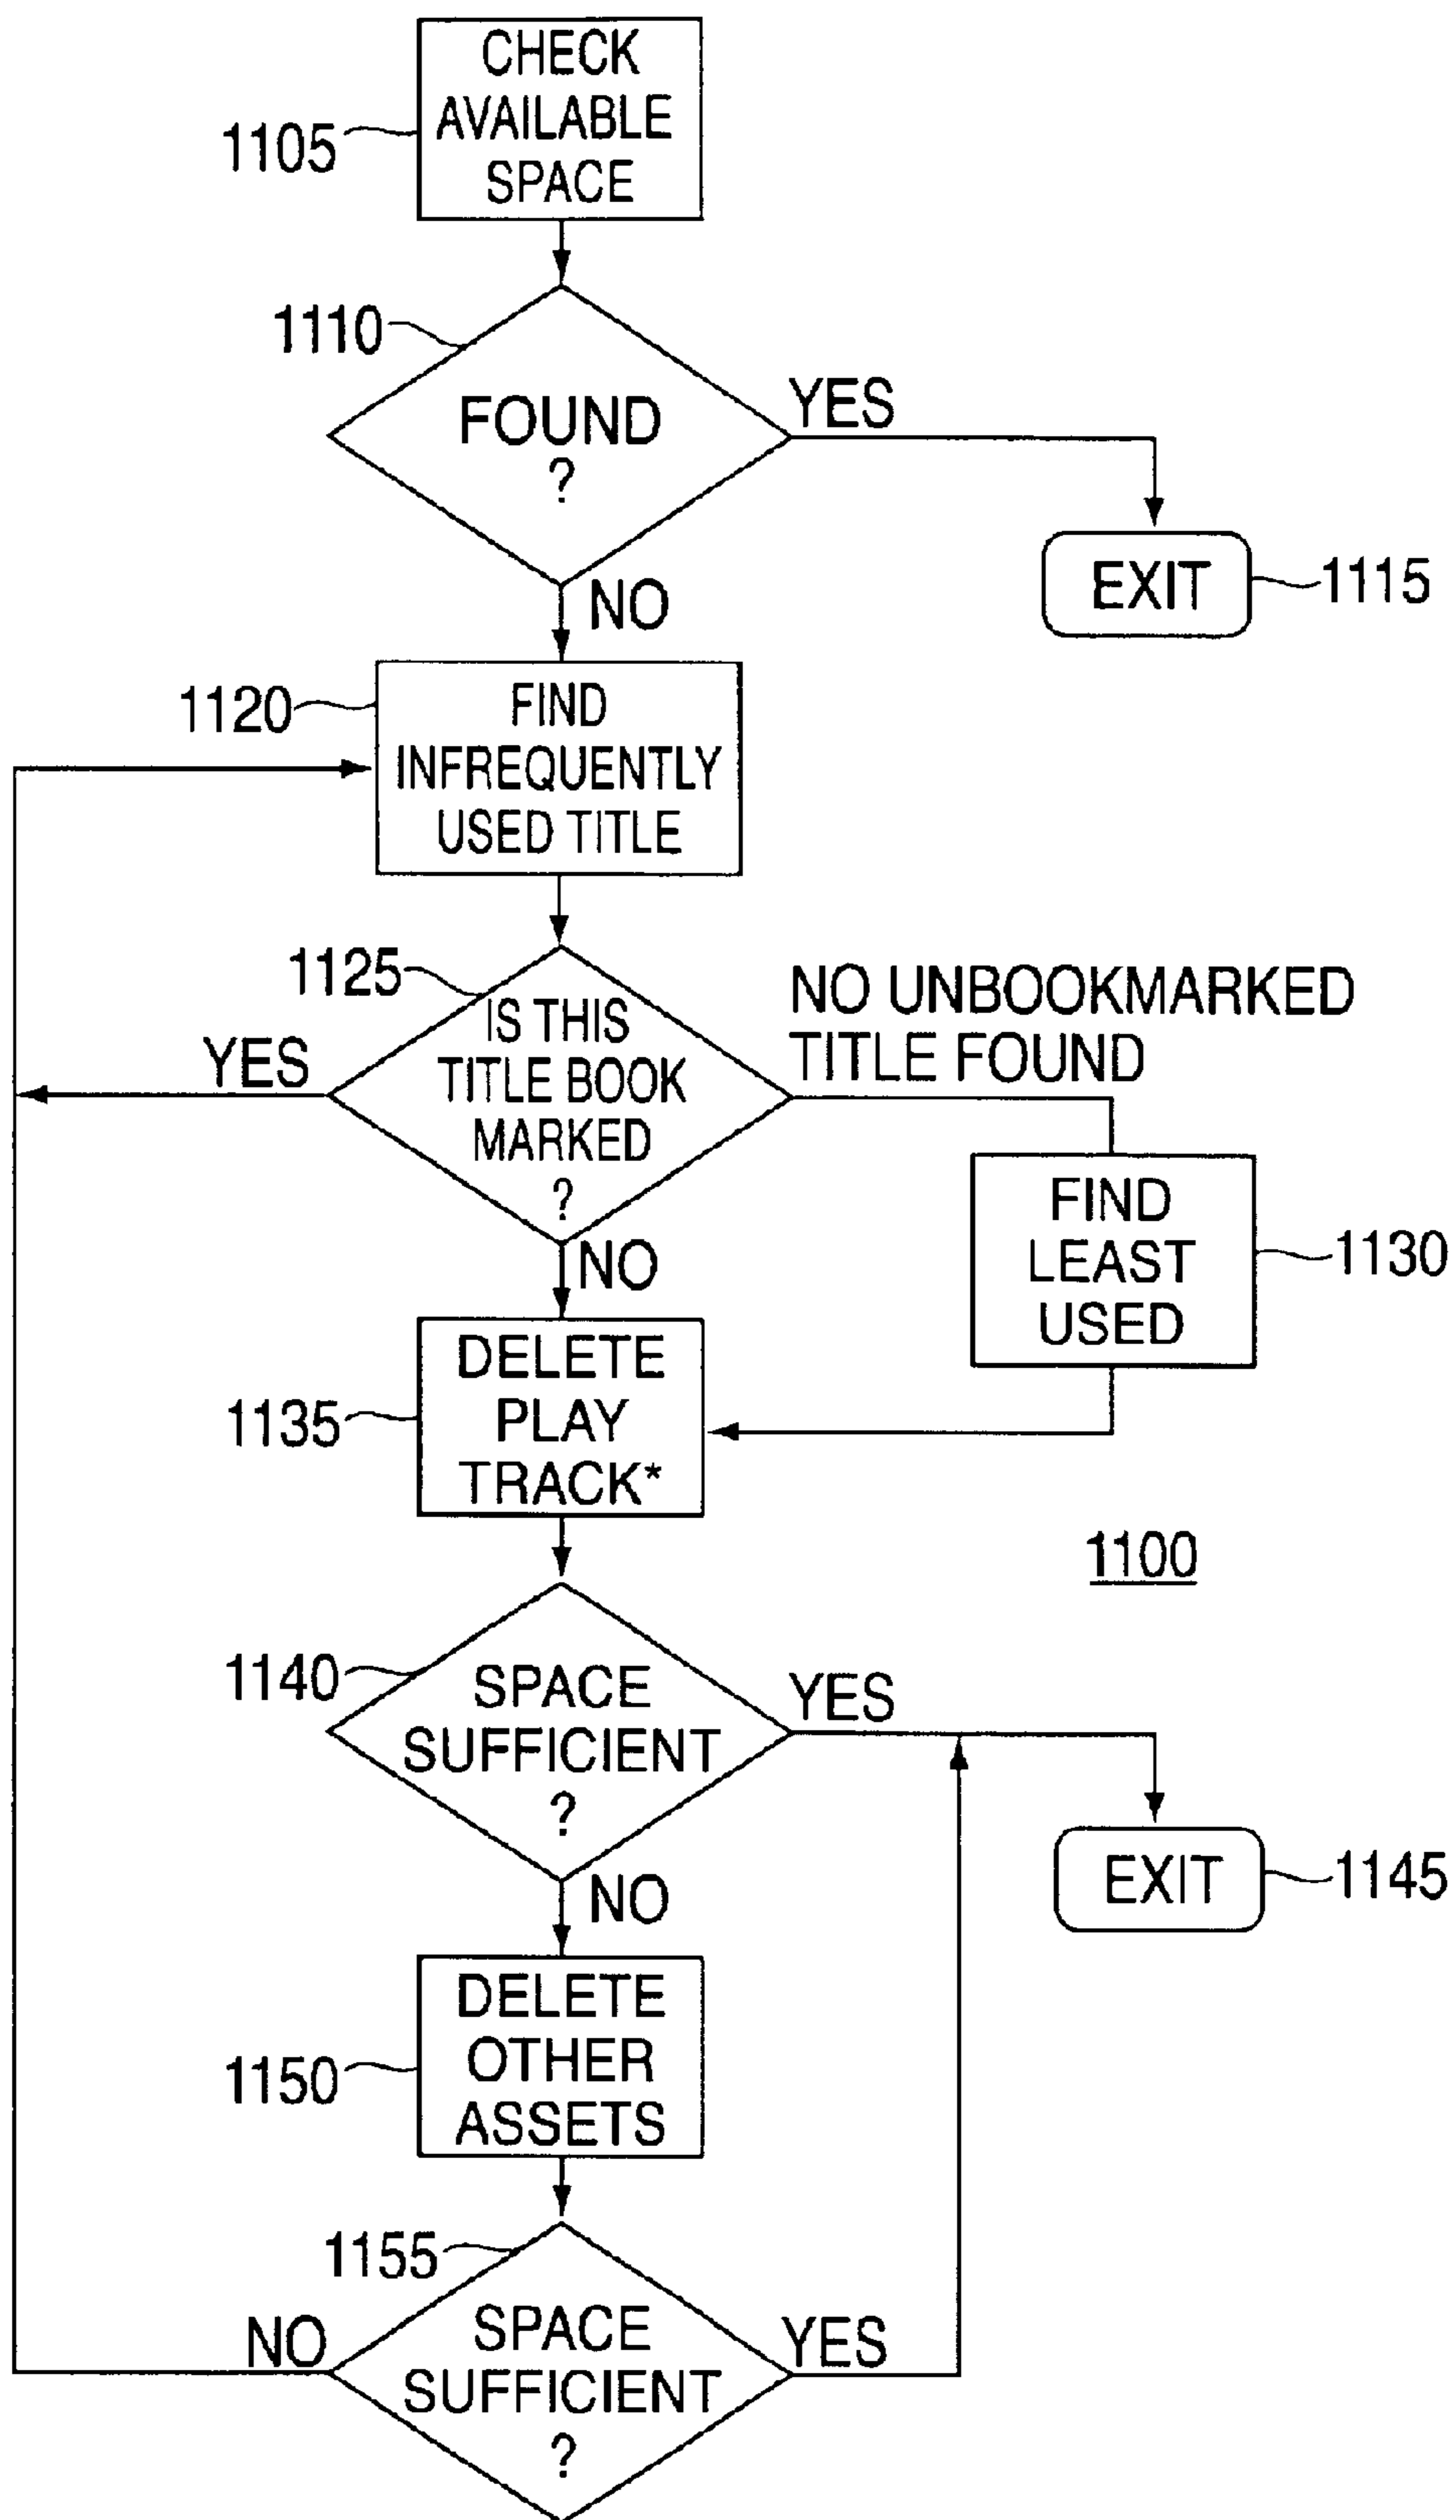 CHECK
AVAILABLE
SPACE
1105
1110
FOUND
?
YES
EXIT
1115
NO
1120
FIND
INFREQUENTLY
USED TITLE
1125
IS THIS
TITLE BOOK
MARKED
?
YES
NO UNBOOKMARKED
TITLE FOUND
FIND
LEAST
USED
1130
NO
DELETE
PLAY
TRACK*
1135
1100
1140
SPACE
SUFFICIENT
?
YES
EXIT
1145
NO
DELETE
OTHER
ASSETS
1150
1155
SPACE
SUFFICIENT
?
NO
YES